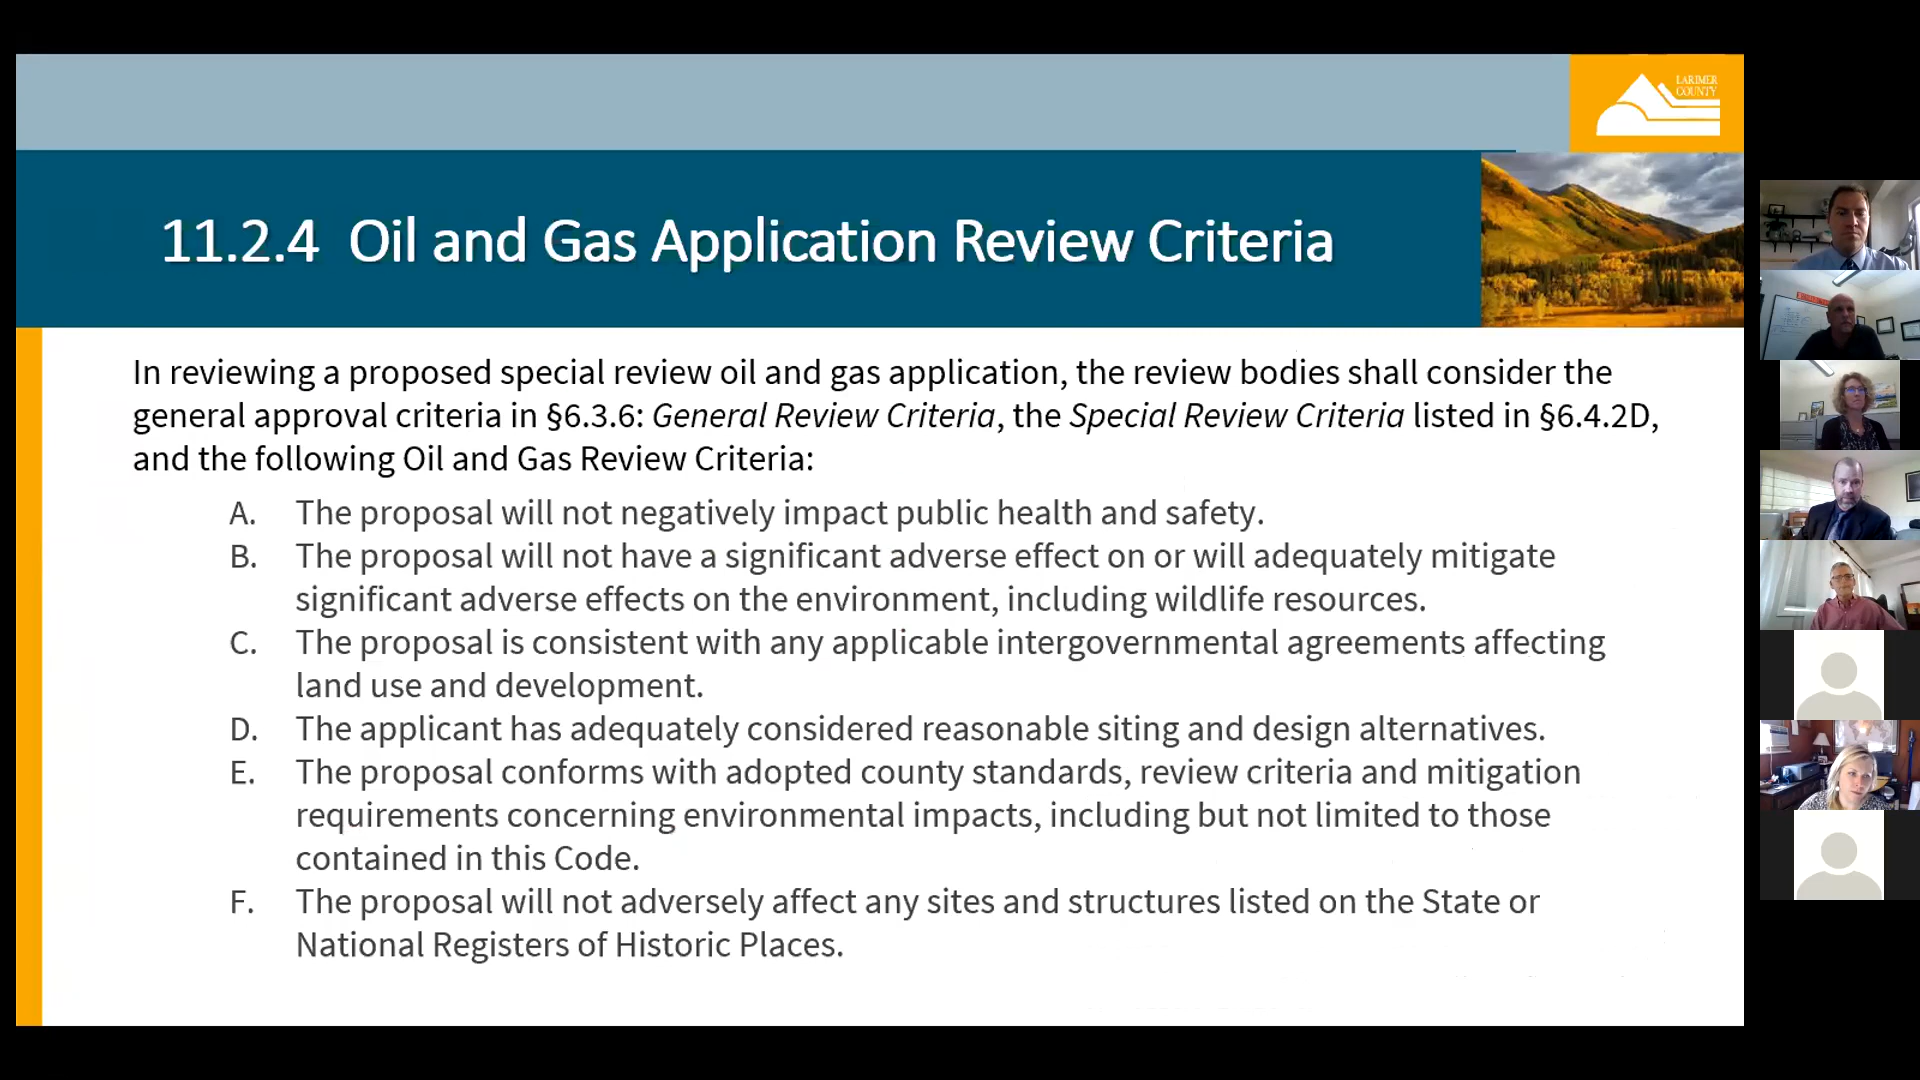 LARIMER
COUNTY
11.2.4 Oil and Gas Application Review Criteria
In reviewing a proposed special review oil and gas application, the review bodies shall consider the
general approval criteria in §6.3.6: General Review Criteria, the Special Review Criteria listed in §6.4.2D,
and the following Oil and Gas Review Criteria:
A. The proposal will not negatively impact public health and safety.
B. The proposal will not have a significant adverse effect on or will adequately mitigate
significant adverse effects on the environment, including wildlife resources.
C. The proposal is consistent with any applicable intergovernmental agreements affecting
land use and development.
D. The applicant has adequately considered reasonable siting and design alternatives.
E. The proposal conforms with adopted county standards, review criteria and mitigation
requirements concerning environmental impacts, including but not limited to those
contained in this Code.
F. The proposal will not adversely affect any sites and structures listed on the State or
National Registers of Historic Places.